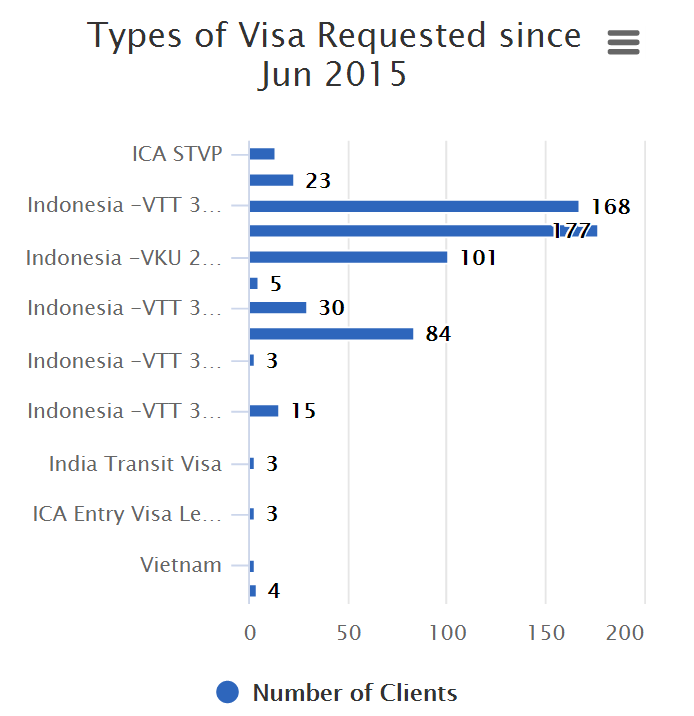 Types of Visa Requested since
Jun 2015
ICA STVP
23
Indonesia -VTT 3... 168
177
Indonesia -VKU 2... 101
5
Indonesia -VTT 3... 30
84
Indonesia -VTT 3... 3
Indonesia -VTT 3... 15
India Transit Visa 3
ICA Entry Visa Le... 3
Vietnam
4
0 50 100 150 200
Number of Clients